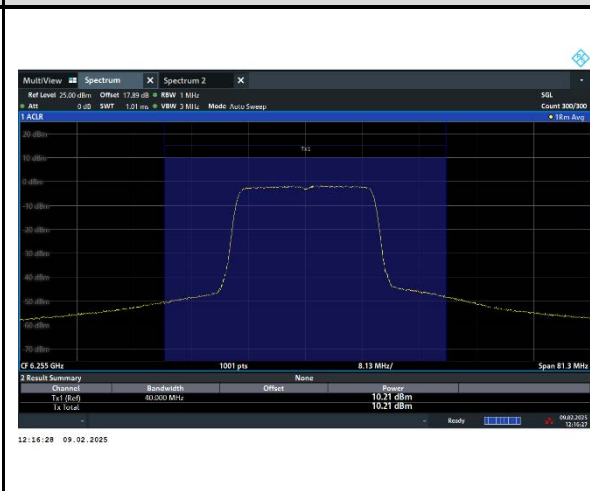 MultiView Spectrum X Spectrum 2 X
Ref Level 25.00 dBm Offset 17.89 dB RBW 1 MHz SGL
Att 0 dB SWT 1.01 ms VBW 3 MHz Mode Auto Sweep Count 300/300
1 ACLR 1Rm Avg
20 dBm
Tx1
10 dBm
0 dBm
-10 dBm
-20 dBm
-30 dBm
-40 dBm
-50 dBm
-60 dBm
-70 dBm
CF 6.255 GHz 1001 pts 8.13 MHz/ Span 81.3 MHz
2 Result Summary None
Channel Bandwidth Offset Power
Tx1 (Ref) 40.000 MHz 10.21 dBm
Tx Total 10.21 dBm
Ready 09.02.2025
12:16:27
12:16:28 09.02.2025